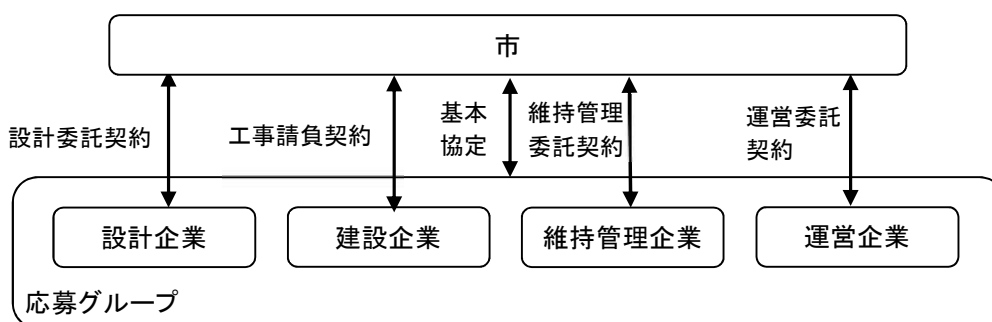 市
設計委託契約
工事請負契約
基本
協定
維持管理
委託契約
運営委託
契約
設計企業
建設企業
維持管理企業
運営企業
応募グループ